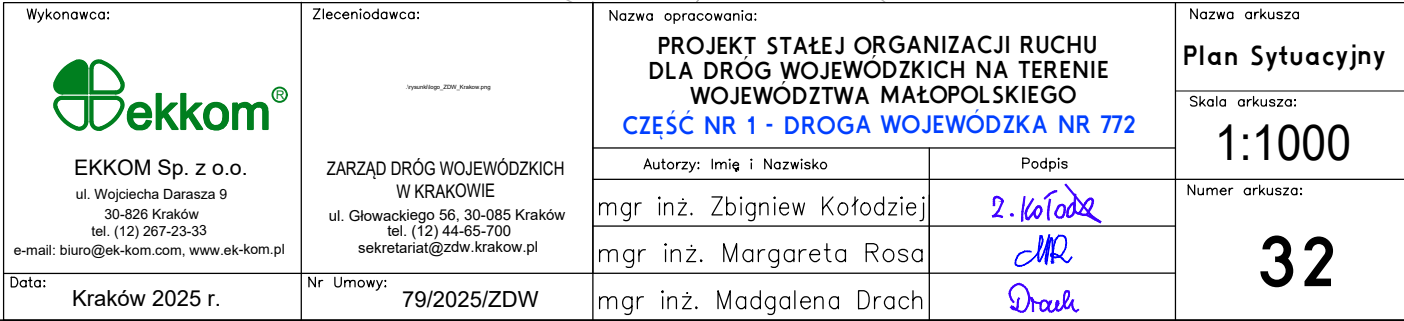 Wykonawca:
ekkom®
EKKOM Sp. z o.o.
ul. Wojciecha Darasza 9
30-826 Kraków
tel. (12) 267-23-33
e-mail: biuro@ek-kom.com, www.ek-kom.pl
Data:
Kraków 2025 r.
Zleceniodawca:
.\rysunki\logo_ZDW_Krakow.png
ZARZĄD DRÓG WOJEWÓDZKICH
W KRAKOWIE
ul. Głowackiego 56, 30-085 Kraków
tel. (12) 44-65-700
sekretariat@zdw.krakow.pl
Nr Umowy:
79/2025/ZDW
Nazwa opracowania:
PROJEKT STAŁEJ ORGANIZACJI RUCHU
DLA DRÓG WOJEWÓDZKICH NA TERENIE
WOJEWÓDZTWA MAŁOPOLSKIEGO
CZĘŚĆ NR 1 - DROGA WOJEWÓDZKA NR 772
Autorzy: Imię i Nazwisko
Podpis
mgr inż. Zbigniew Kołodziej
Z. Kołodz
mgr inż. Margareta Rosa
MR
mgr inż. Madgalena Drach
Drach
Nazwa arkusza
Plan Sytuacyjny
Skala arkusza:
1:1000
Numer arkusza:
32